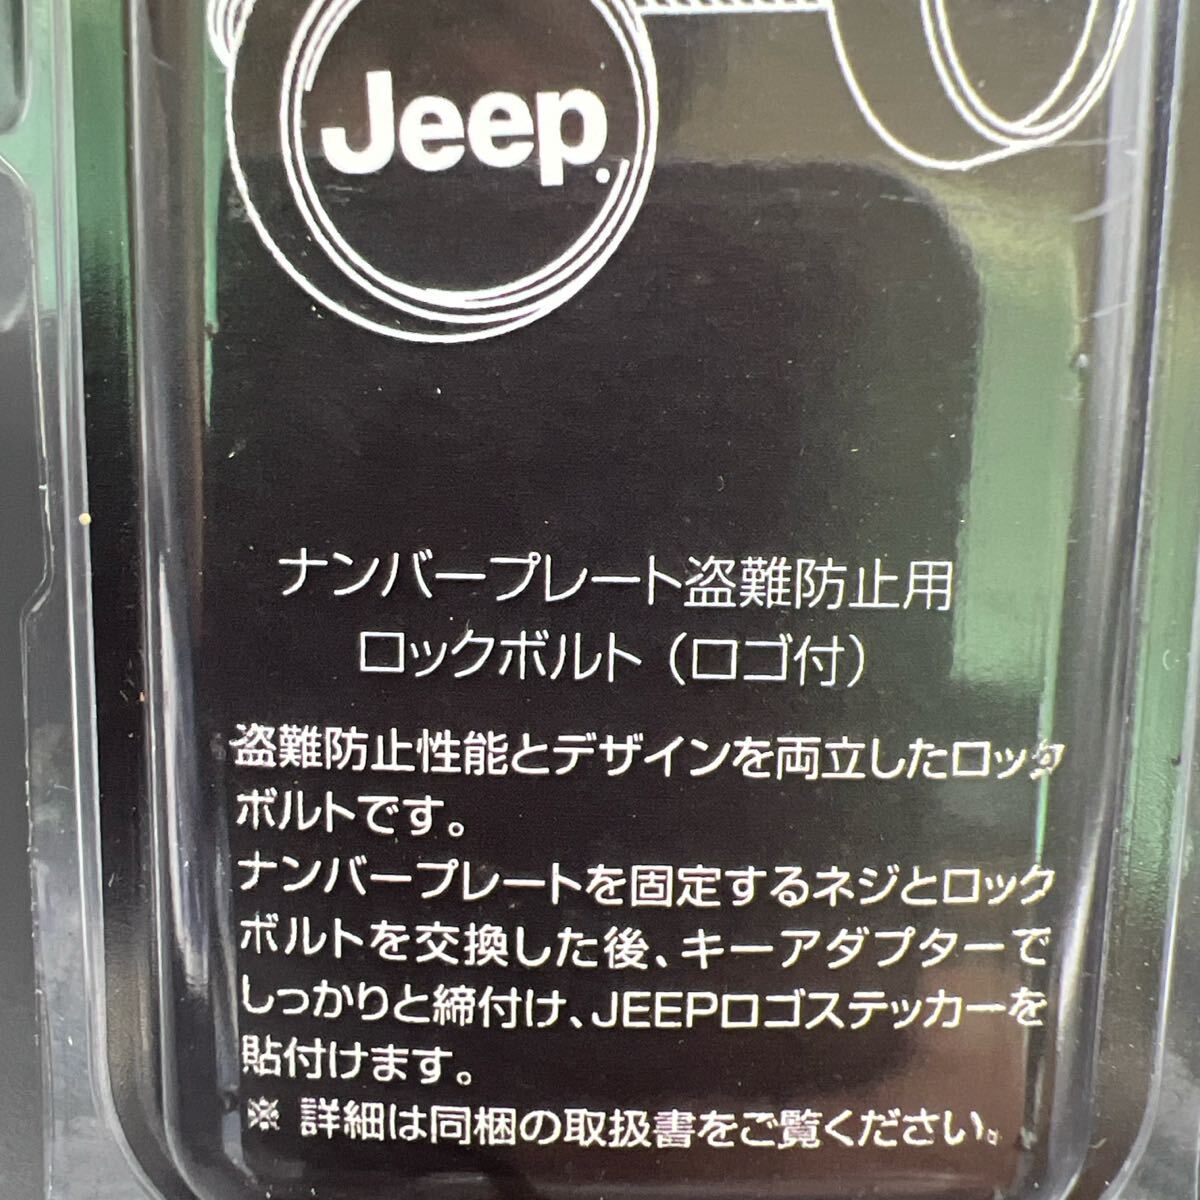 Jeep.
ナンバープレート盗難防止用
ロックボルト（ロゴ付）
盗難防止性能とデザインを両立したロック
ボルトです。
ナンバープレートを固定するネジとロック
ボルトを交換した後、キーアダプターで
しっかりと締付け、JEEPロゴステッカーを
貼付けます。
※ 詳細は同梱の取扱書をご覧ください。